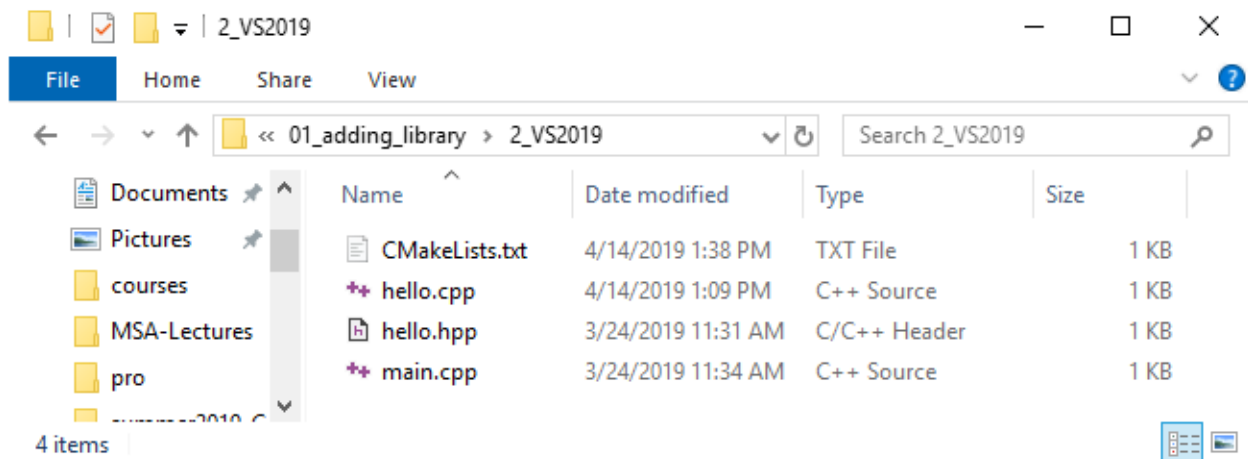 2_VS2019
File Home Share View
« 01_adding_library > 2_VS2019 Search 2_VS2019
Documents
Pictures
courses
MSA-Lectures
pro
Name Date modified Type Size
CMakeLists.txt 4/14/2019 1:38 PM TXT File 1 KB
hello.cpp 4/14/2019 1:09 PM C++ Source 1 KB
hello.hpp 3/24/2019 11:31 AM C/C++ Header 1 KB
main.cpp 3/24/2019 11:34 AM C++ Source 1 KB
4 items